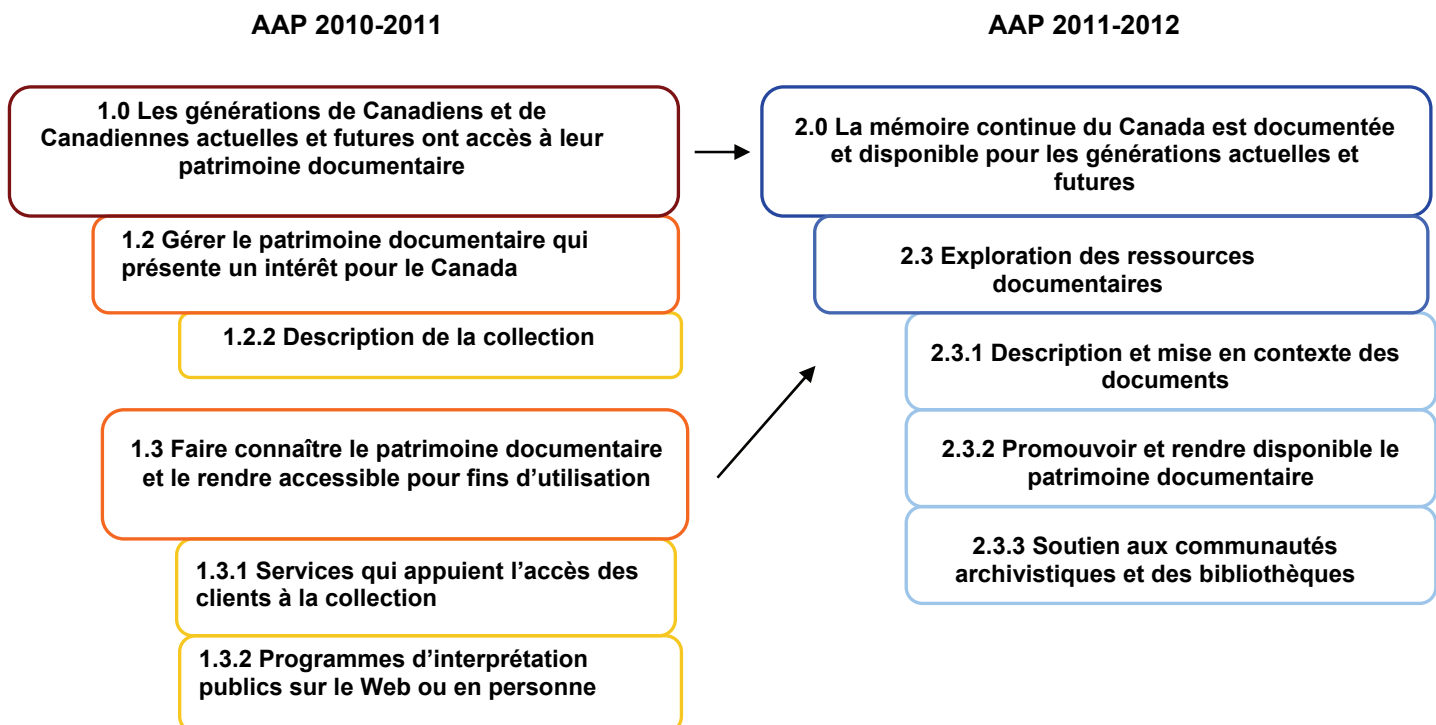 AAP 2010-2011
1.0 Les générations de Canadiens et de
Canadiennes actuelles et futures ont accès à leur
patrimoine documentaire
1.2 Gérer le patrimoine documentaire qui
présente un intérêt pour le Canada
1.2.2 Description de la collection
1.3 Faire connaître le patrimoine documentaire
et le rendre accessible pour fins d’utilisation
1.3.1 Services qui appuient l’accès des
clients à la collection
1.3.2 Programmes d’interprétation
publics sur le Web ou en personne
AAP 2011-2012
2.0 La mémoire continue du Canada est documentée
et disponible pour les générations actuelles et
futures
2.3 Exploration des ressources
documentaires
2.3.1 Description et mise en contexte des
documents
2.3.2 Promouvoir et rendre disponible le
patrimoine documentaire
2.3.3 Soutien aux communautés
archivistiques et des bibliothèques